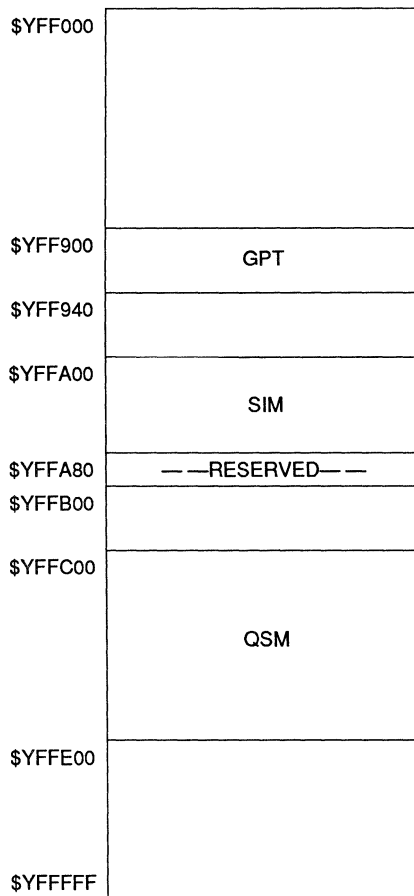 $YFF000
$YFF900
GPT
$YFF940
$YFFA00
SIM
$YFFA80
— —RESERVED— —
$YFFB00
$YFFC00
QSM
$YFFE00
$YFFFFF